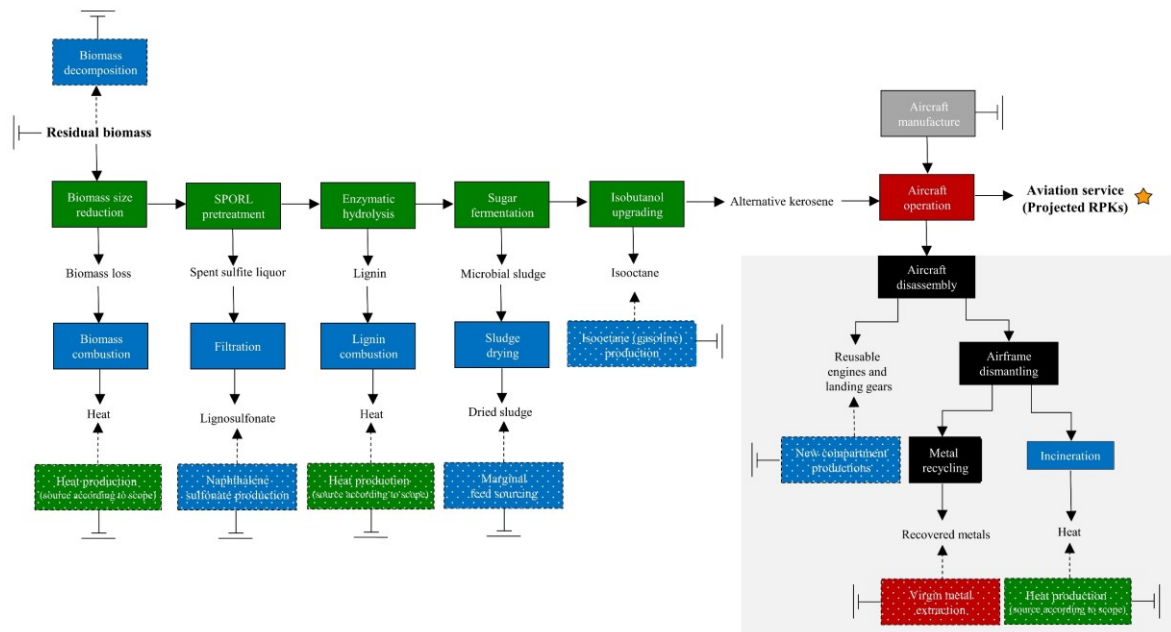 Biomass
decomposition
Residual biomass
Aircraft
manufacture
Biomass size
reduction
SPORL
pretreatment
Enzymatic
hydrolysis
Sugar
fermentation
Isobutanol
upgrading
Alternative kerosene
Aircraft
operation
Aviation service
(Projected RPKs)
Biomass loss
Spent sulfite liquor
Lignin
Microbial sludge
Isooctane
Aircraft
disassembly
Biomass
combustion
Filtration
Lignin
combustion
Sludge
drying
Isooctane (gasoline)
production
Reusable
engines and
landing gears
Airframe
dismantling
Heat
Lignosulfonate
Heat
Dried sludge
New compartment
productions
Metal
recycling
Incineration
Heat production
(source according to scope)
Naphthalene
sulfonate production
Heat production
(source according to scope)
Marginal
feed sourcing
Recovered metals
Heat
Virgin metal
extraction
Heat production
(source according to scope)